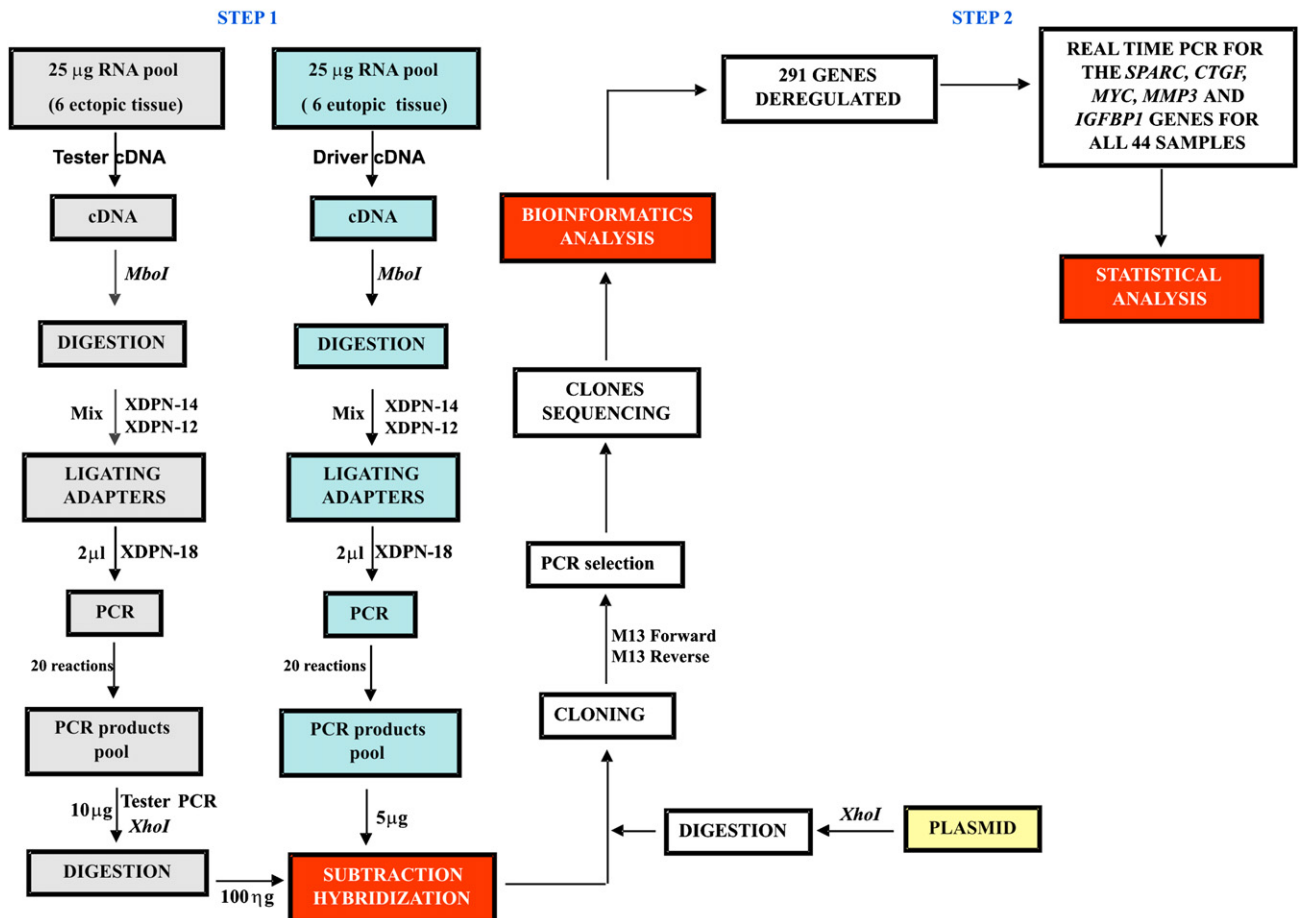 STEP 1
25 μg RNA pool
(6 ectopic tissue)
Tester cDNA
cDNA
MboI
DIGESTION
Mix
XDPN-14
XDPN-12
LIGATING
ADAPTERS
2μl
XDPN-18
PCR
20 reactions
PCR products
pool
10μg
Tester PCR
XhoI
DIGESTION
100 ηg
25 μg RNA pool
( 6 eutopic tissue)
Driver cDNA
cDNA
MboI
DIGESTION
Mix
XDPN-14
XDPN-12
LIGATING
ADAPTERS
2μl
XDPN-18
PCR
20 reactions
PCR products
pool
5μg
SUBTRACTION
HYBRIDIZATION
PLASMID
XhoI
DIGESTION
CLONING
M13 Forward
M13 Reverse
PCR selection
CLONES
SEQUENCING
BIOINFORMATICS
ANALYSIS
291 GENES
DEREGULATED
STEP 2
REAL TIME PCR FOR
THE SPARC, CTGF,
MYC, MMP3 AND
IGFBP1 GENES FOR
ALL 44 SAMPLES
STATISTICAL
ANALYSIS